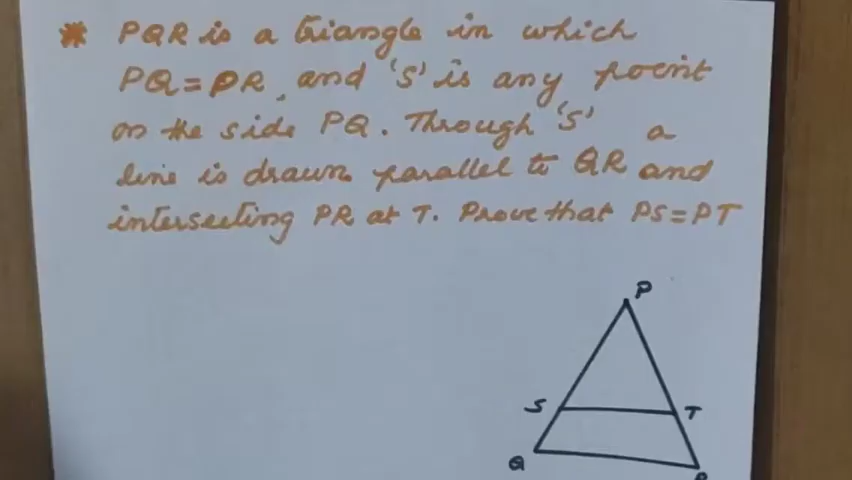 * PQR is a triangle in which
PQ = PR, and 'S' is any point
on the side PQ. Through 'S' a
line is drawn parallel to QR and
intersecting PR at T. Prove that PS = PT
P
S T
Q R